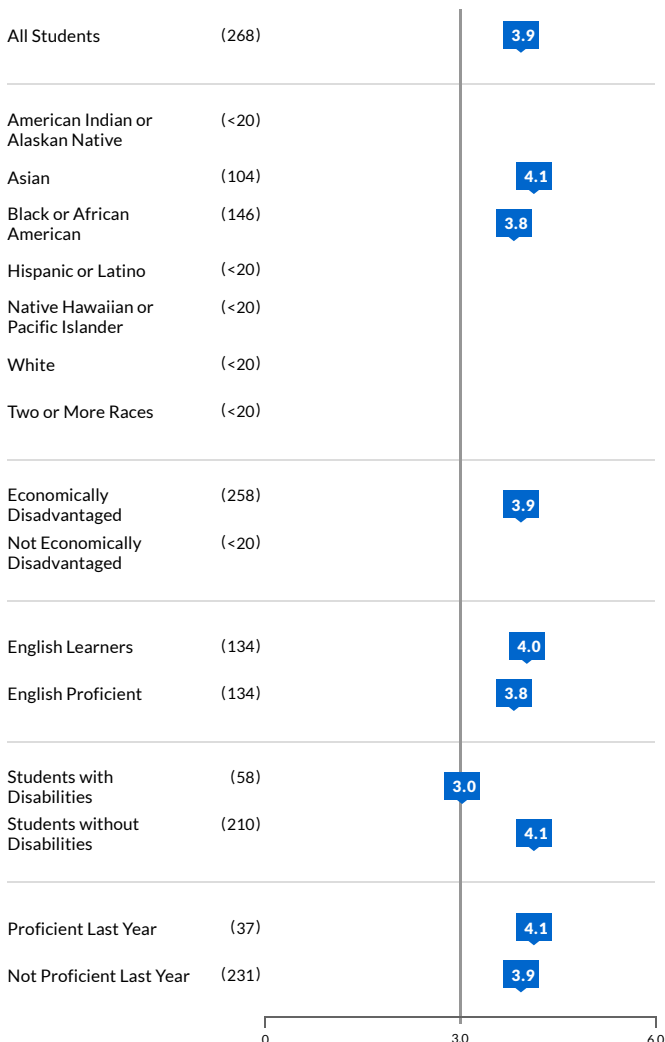 All Students (268) 3.9
American Indian or (<20)
Alaskan Native
Asian (104) 4.1
Black or African (146) 3.8
American
Hispanic or Latino (<20)
Native Hawaiian or (<20)
Pacific Islander
White (<20)
Two or More Races (<20)
Economically (258) 3.9
Disadvantaged
Not Economically (<20)
Disadvantaged
English Learners (134) 4.0
English Proficient (134) 3.8
Students with (58) 3.0
Disabilities
Students without (210) 4.1
Disabilities
Proficient Last Year (37) 4.1
Not Proficient Last Year (231) 3.9
0 3.0 6.0